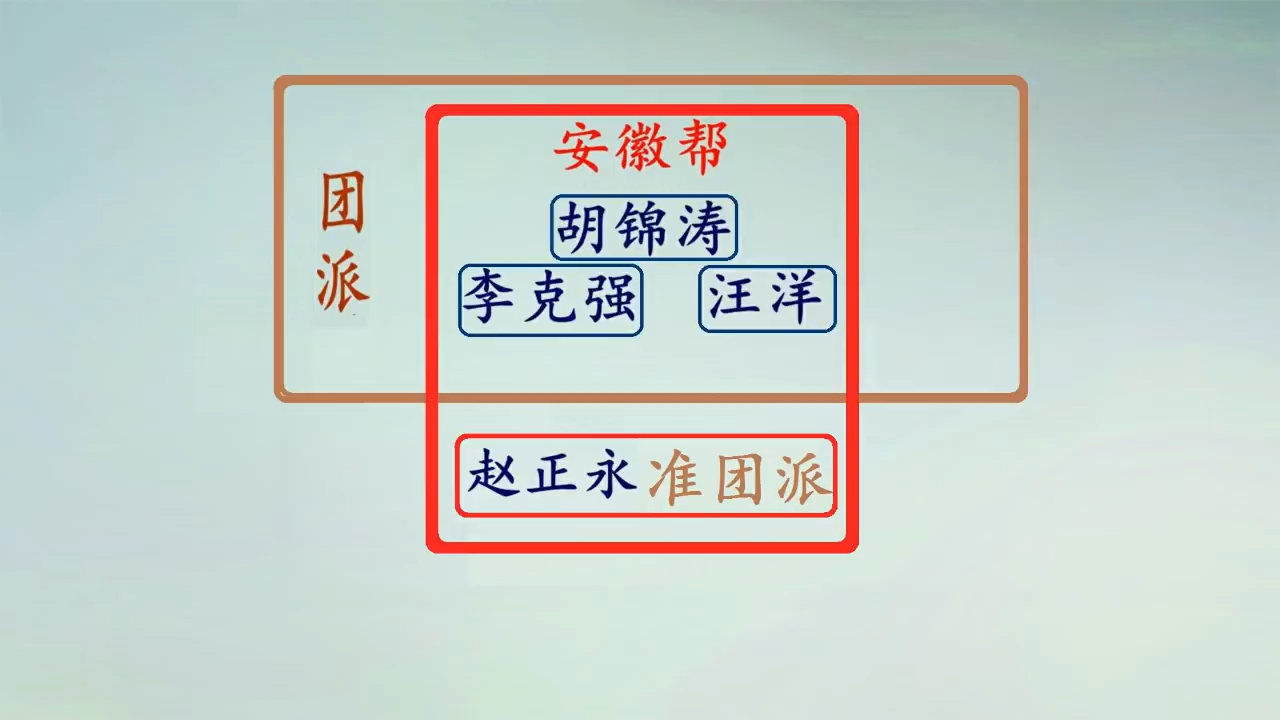 团派
安徽帮
胡锦涛
李克强 汪洋
赵正永准团派